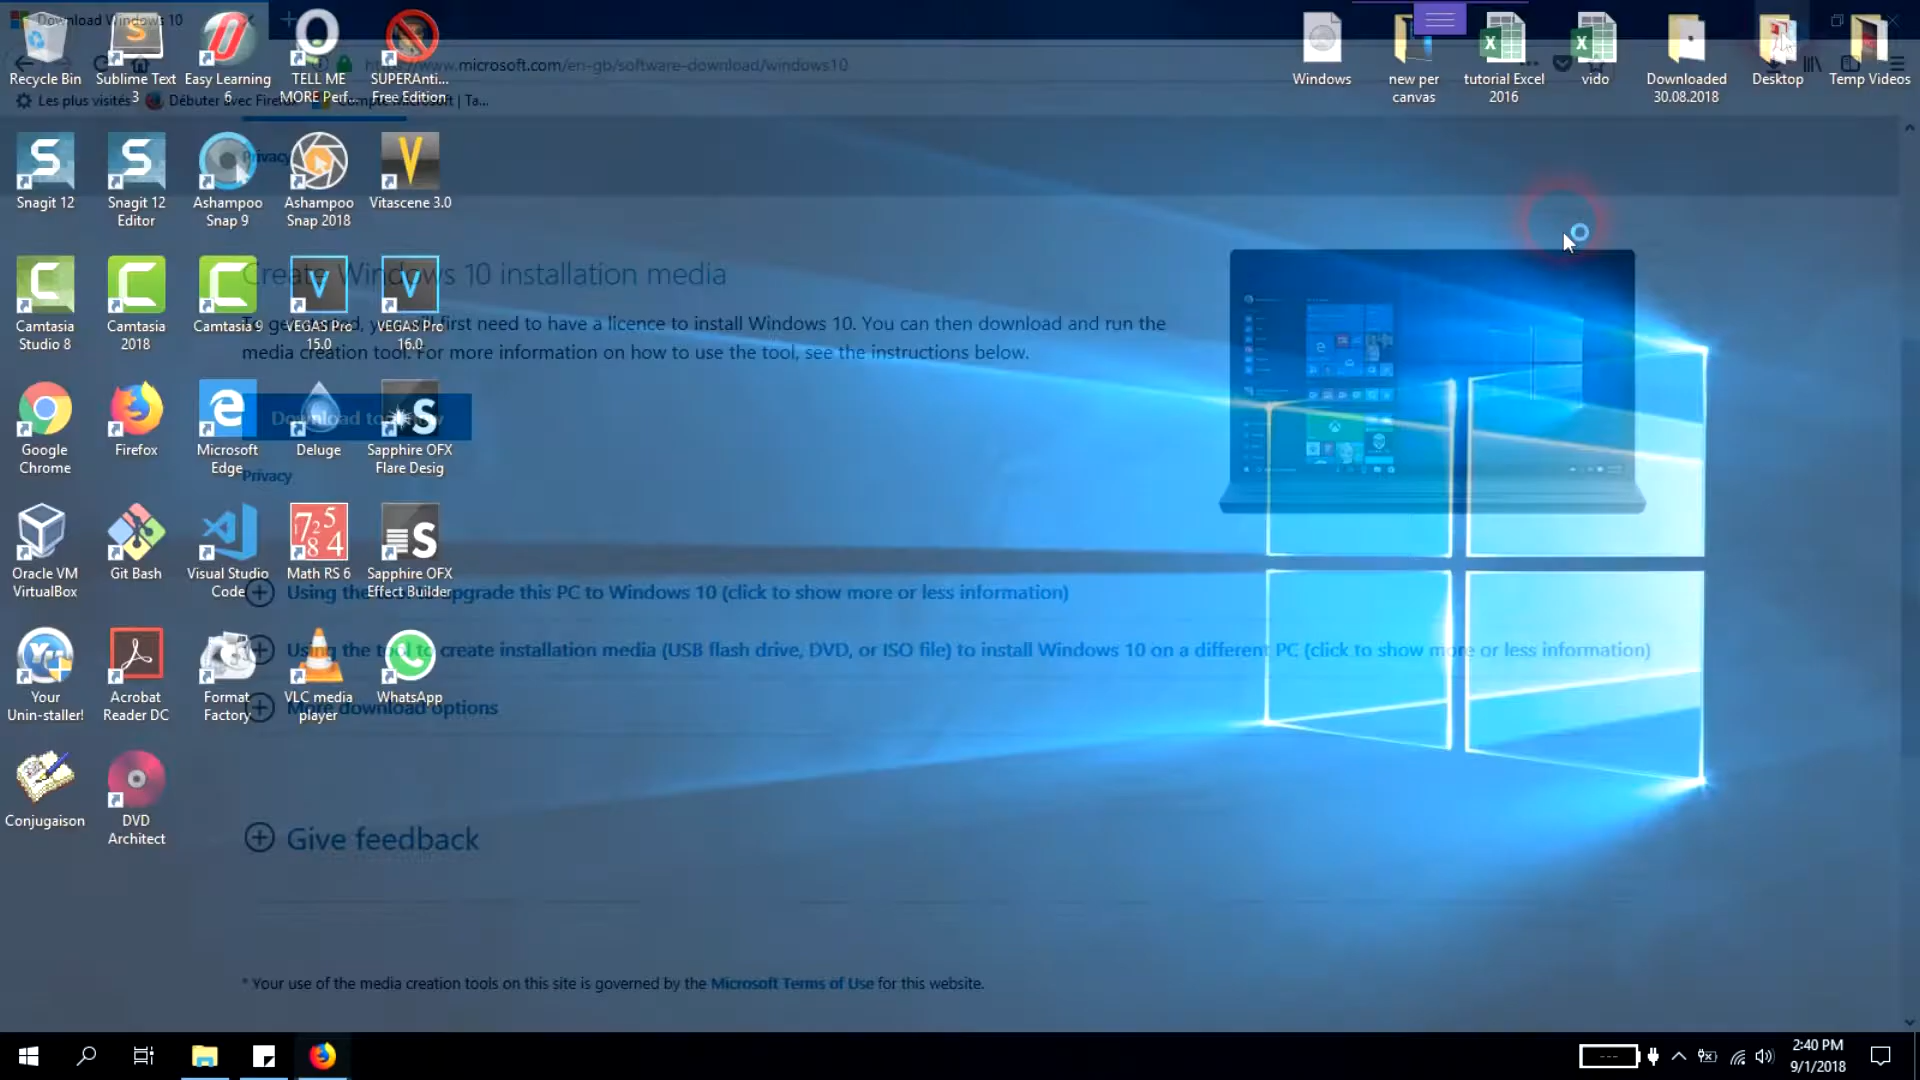 Download Windows 10
https://www.microsoft.com/en-gb/software-download/windows10
Les plus visités
Débuter avec Firefox
Compte Microsoft | Ta...
Recycle Bin
Sublime Text
3
Easy Learning
6
TELL ME
MORE Perf...
SUPERAnti...
Free Edition
Windows
new per
canvas
tutorial Excel
2016
vido
Downloaded
30.08.2018
Desktop
Temp Videos
Privacy
Snagit 12
Snagit 12
Editor
Ashampoo
Snap 9
Ashampoo
Snap 2018
Vitascene 3.0
Create Windows 10 installation media
To get started, you will first need to have a licence to install Windows 10. You can then download and run the
media creation tool. For more information on how to use the tool, see the instructions below.
Camtasia
Studio 8
Camtasia
2018
Camtasia 9
VEGAS Pro
15.0
VEGAS Pro
16.0
Download tool now
Google
Chrome
Firefox
Microsoft
Edge
Deluge
Sapphire OFX
Flare Desig
Privacy
Oracle VM
VirtualBox
Git Bash
Visual Studio
Code
Math RS 6
Sapphire OFX
Effect Builder
Using the tool to upgrade this PC to Windows 10 (click to show more or less information)
Using the tool to create installation media (USB flash drive, DVD, or ISO file) to install Windows 10 on a different PC (click to show more or less information)
More download options
Your
Unin-staller!
Acrobat
Reader DC
Format
Factory
VLC media
player
WhatsApp
Conjugaison
DVD
Architect
Give feedback
* Your use of the media creation tools on this site is governed by the Microsoft Terms of Use for this website.
2:40 PM
9/1/2018